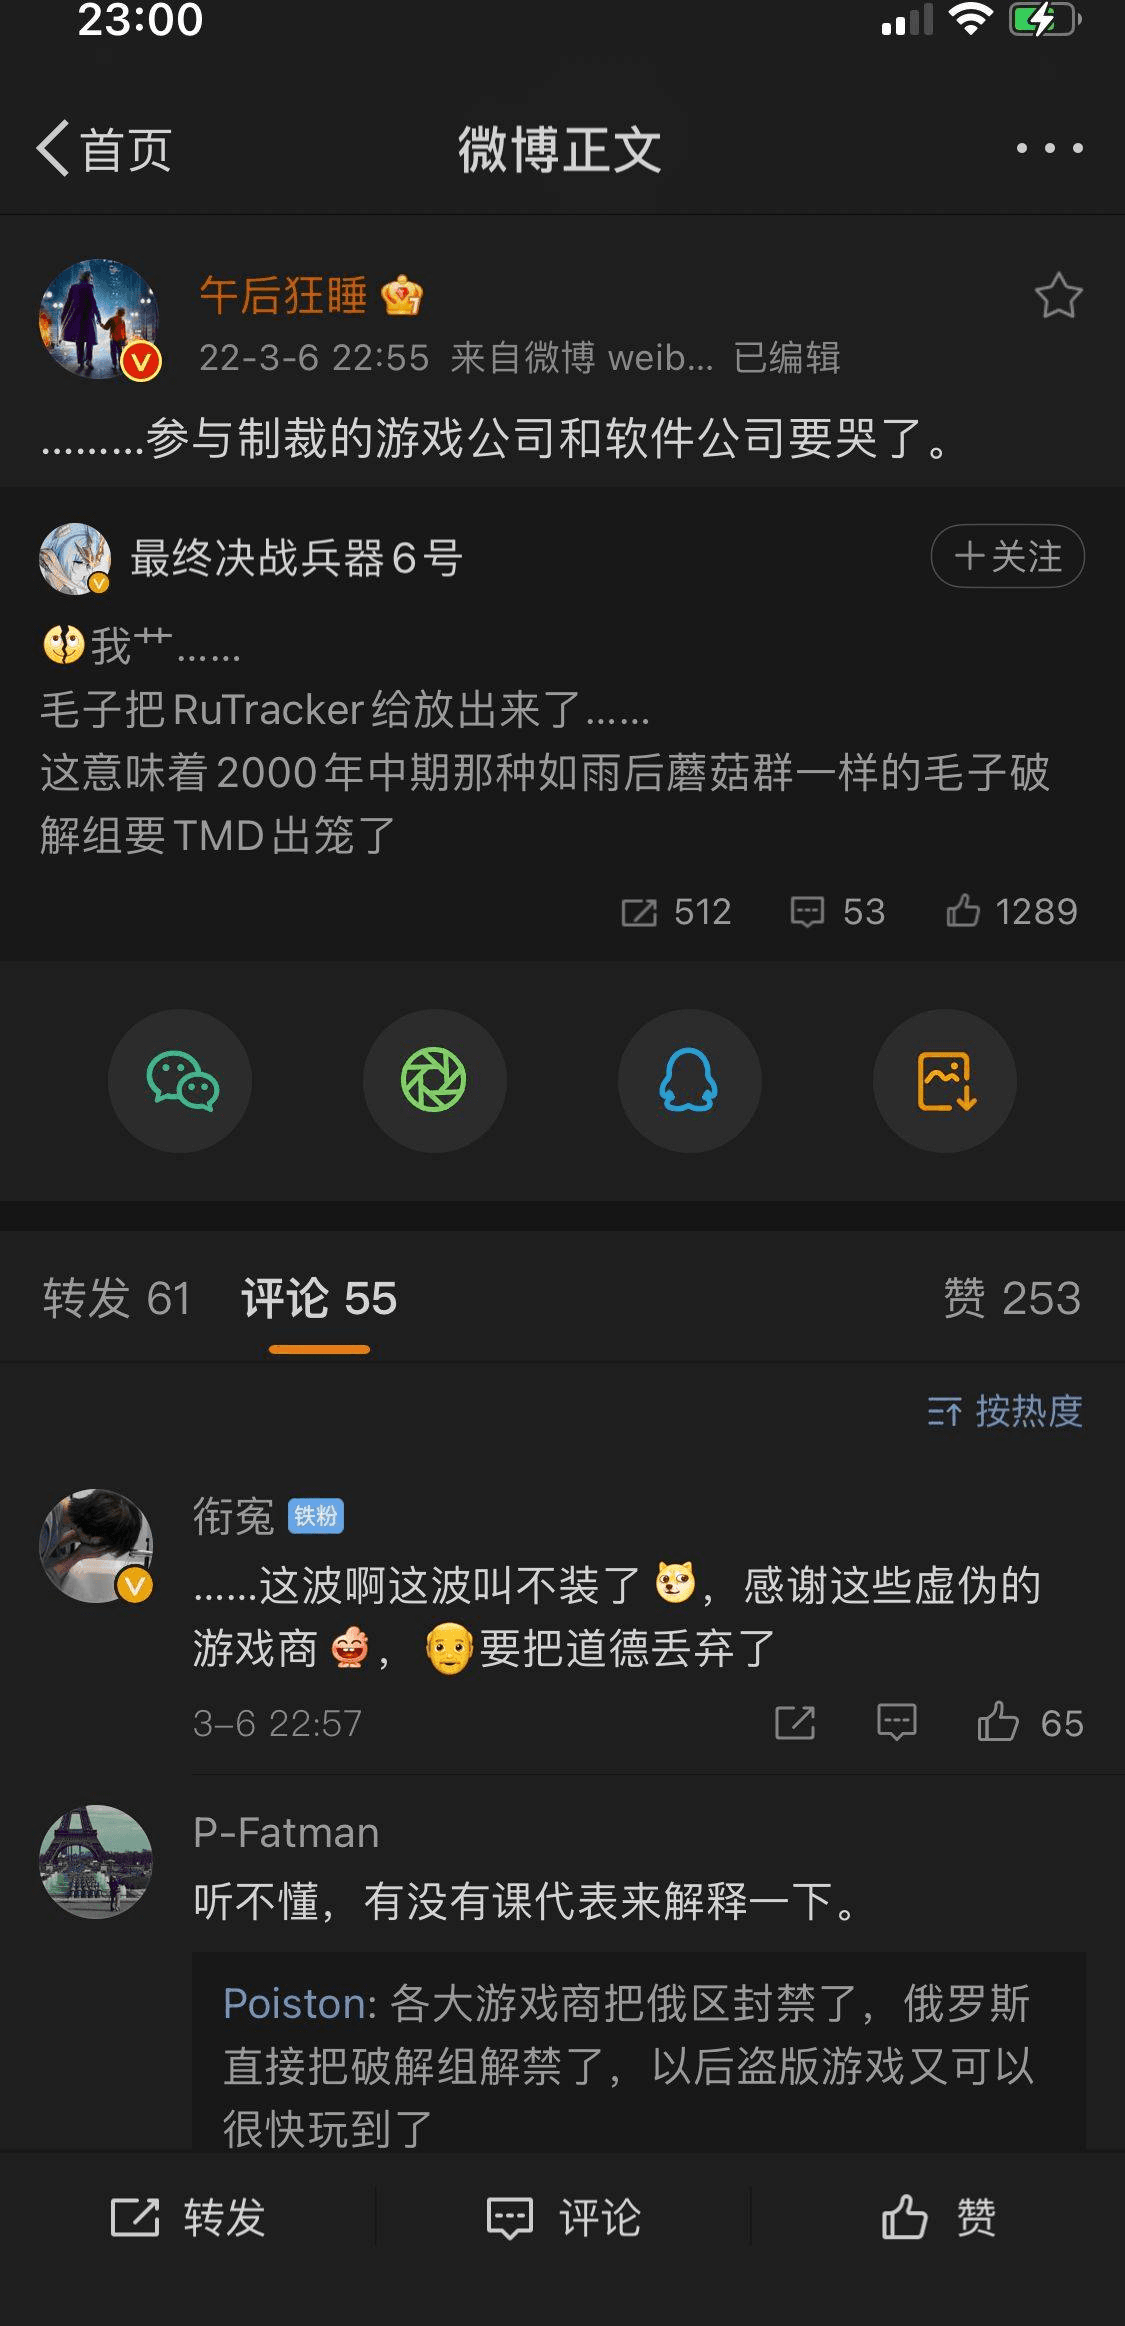 23:00
首页
微博正文
午后狂睡
22-3-6 22:55 来自微博 weib... 已编辑
………参与制裁的游戏公司和软件公司要哭了。
最终决战兵器6号
+关注
我艹……
毛子把RuTracker给放出来了……
这意味着2000年中期那种如雨后蘑菇群一样的毛子破
解组要TMD出笼了
512 53 1289
转发 61 评论 55 赞 253
按热度
衔寃 铁粉
……这波啊这波叫不装了，感谢这些虚伪的
游戏商，要把道德丢弃了
3-6 22:57 65
P-Fatman
听不懂，有没有课代表来解释一下。
Poiston: 各大游戏商把俄区封禁了，俄罗斯
直接把破解组解禁了，以后盗版游戏又可以
很快玩到了
转发 评论 赞